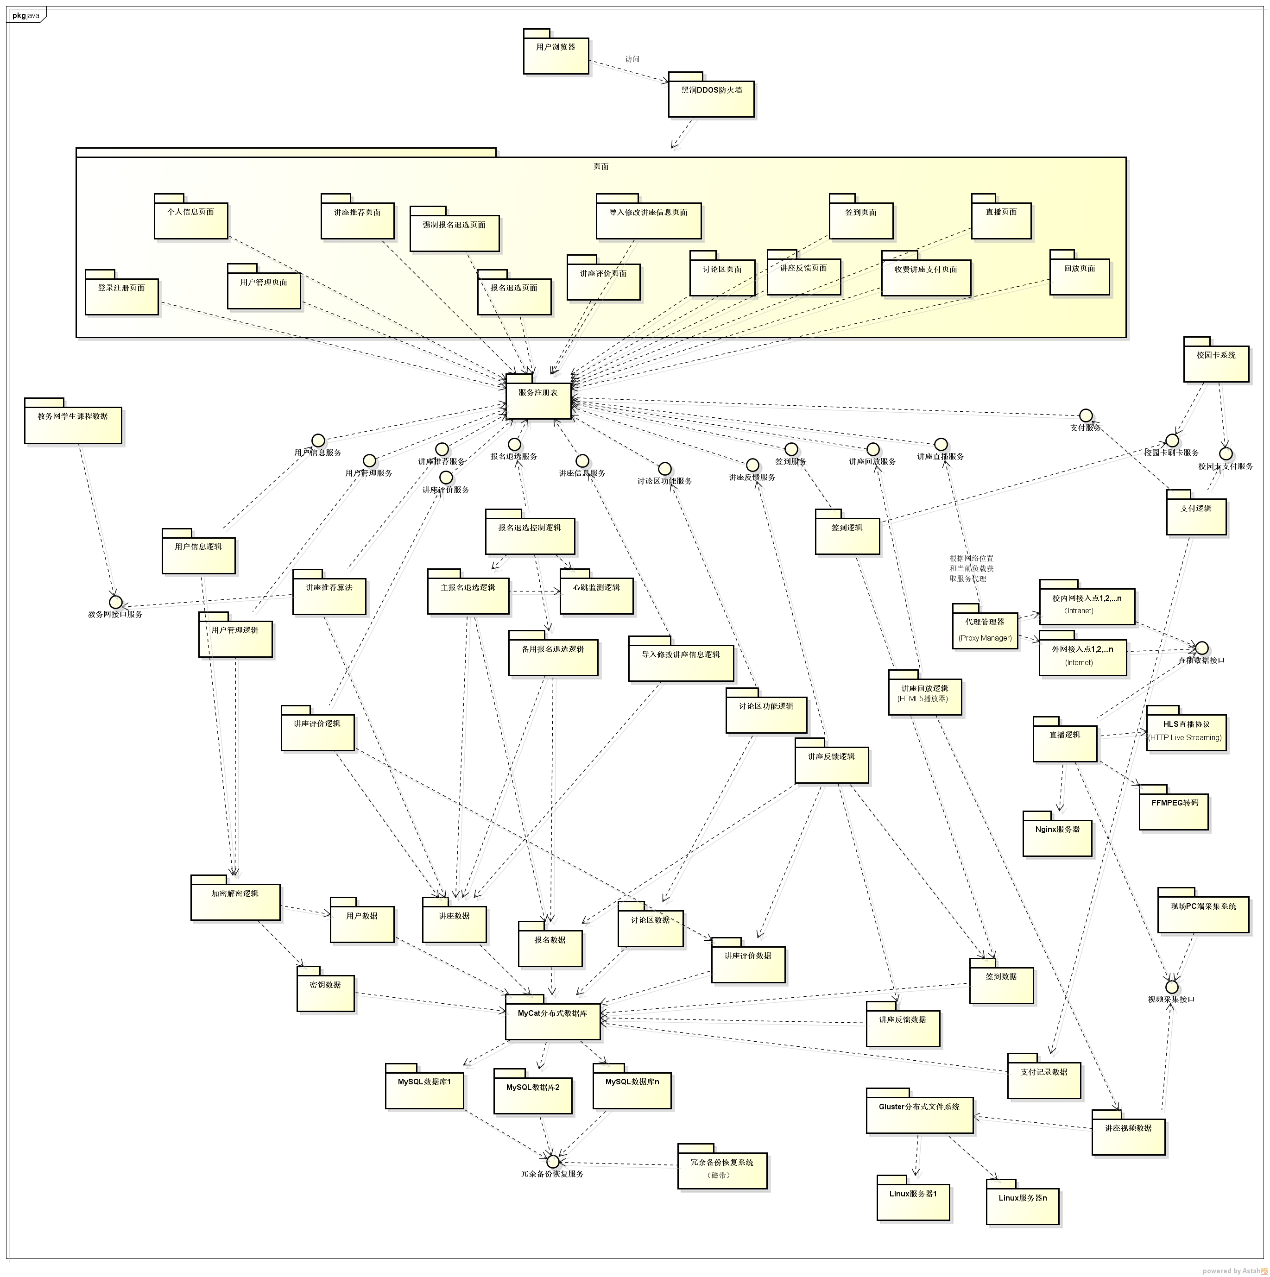 pkg java
用户浏览器
访问
黑洞DDOS防火墙
页面
个人信息页面
讲座推荐页面
强制报名退选页面
导入修改讲座信息页面
签到页面
直播页面
登录注册页面
用户管理页面
报名退选页面
讲座评价页面
讨论区页面
讲座反馈页面
收费讲座支付页面
回放页面
校园卡系统
服务注册表
教务网学生课程数据
支付服务
用户信息服务
用户管理服务
讲座推荐服务
讲座评价服务
报名退选服务
讲座信息服务
讨论区功能服务
讲座反馈服务
签到服务
讲座回放服务
讲座直播服务
校园卡刷卡服务
校园卡支付服务
支付逻辑
签到逻辑
报名退选控制逻辑
用户信息逻辑
根据网络位置
和当前负载获
取服务代理
讲座推荐算法
主报名退选逻辑
心跳监测逻辑
教务网接口服务
用户管理逻辑
备用报名退选逻辑
导入修改讲座信息逻辑
代理管理器
(Proxy Manager)
校内网接入点1,2,...n
(Intranet)
外网接入点1,2,...n
(Internet)
直播数据接口
讲座回放逻辑
(HTML5播放器)
讨论区功能逻辑
讲座评价逻辑
讲座反馈逻辑
直播逻辑
HLS直播协议
(HTTP Live Streaming)
FFMPEG转码
Nginx服务器
加密解密逻辑
用户数据
讲座数据
报名数据
讨论区数据
讲座评价数据
签到数据
现场PC端采集系统
视频采集接口
密钥数据
MyCat分布式数据库
讲座反馈数据
支付记录数据
MySQL数据库1
MySQL数据库2
MySQL数据库n
Gluster分布式文件系统
讲座视频数据
冗余备份恢复服务
冗余备份恢复系统
（磁带）
Linux服务器1
Linux服务器n
powered by Astah